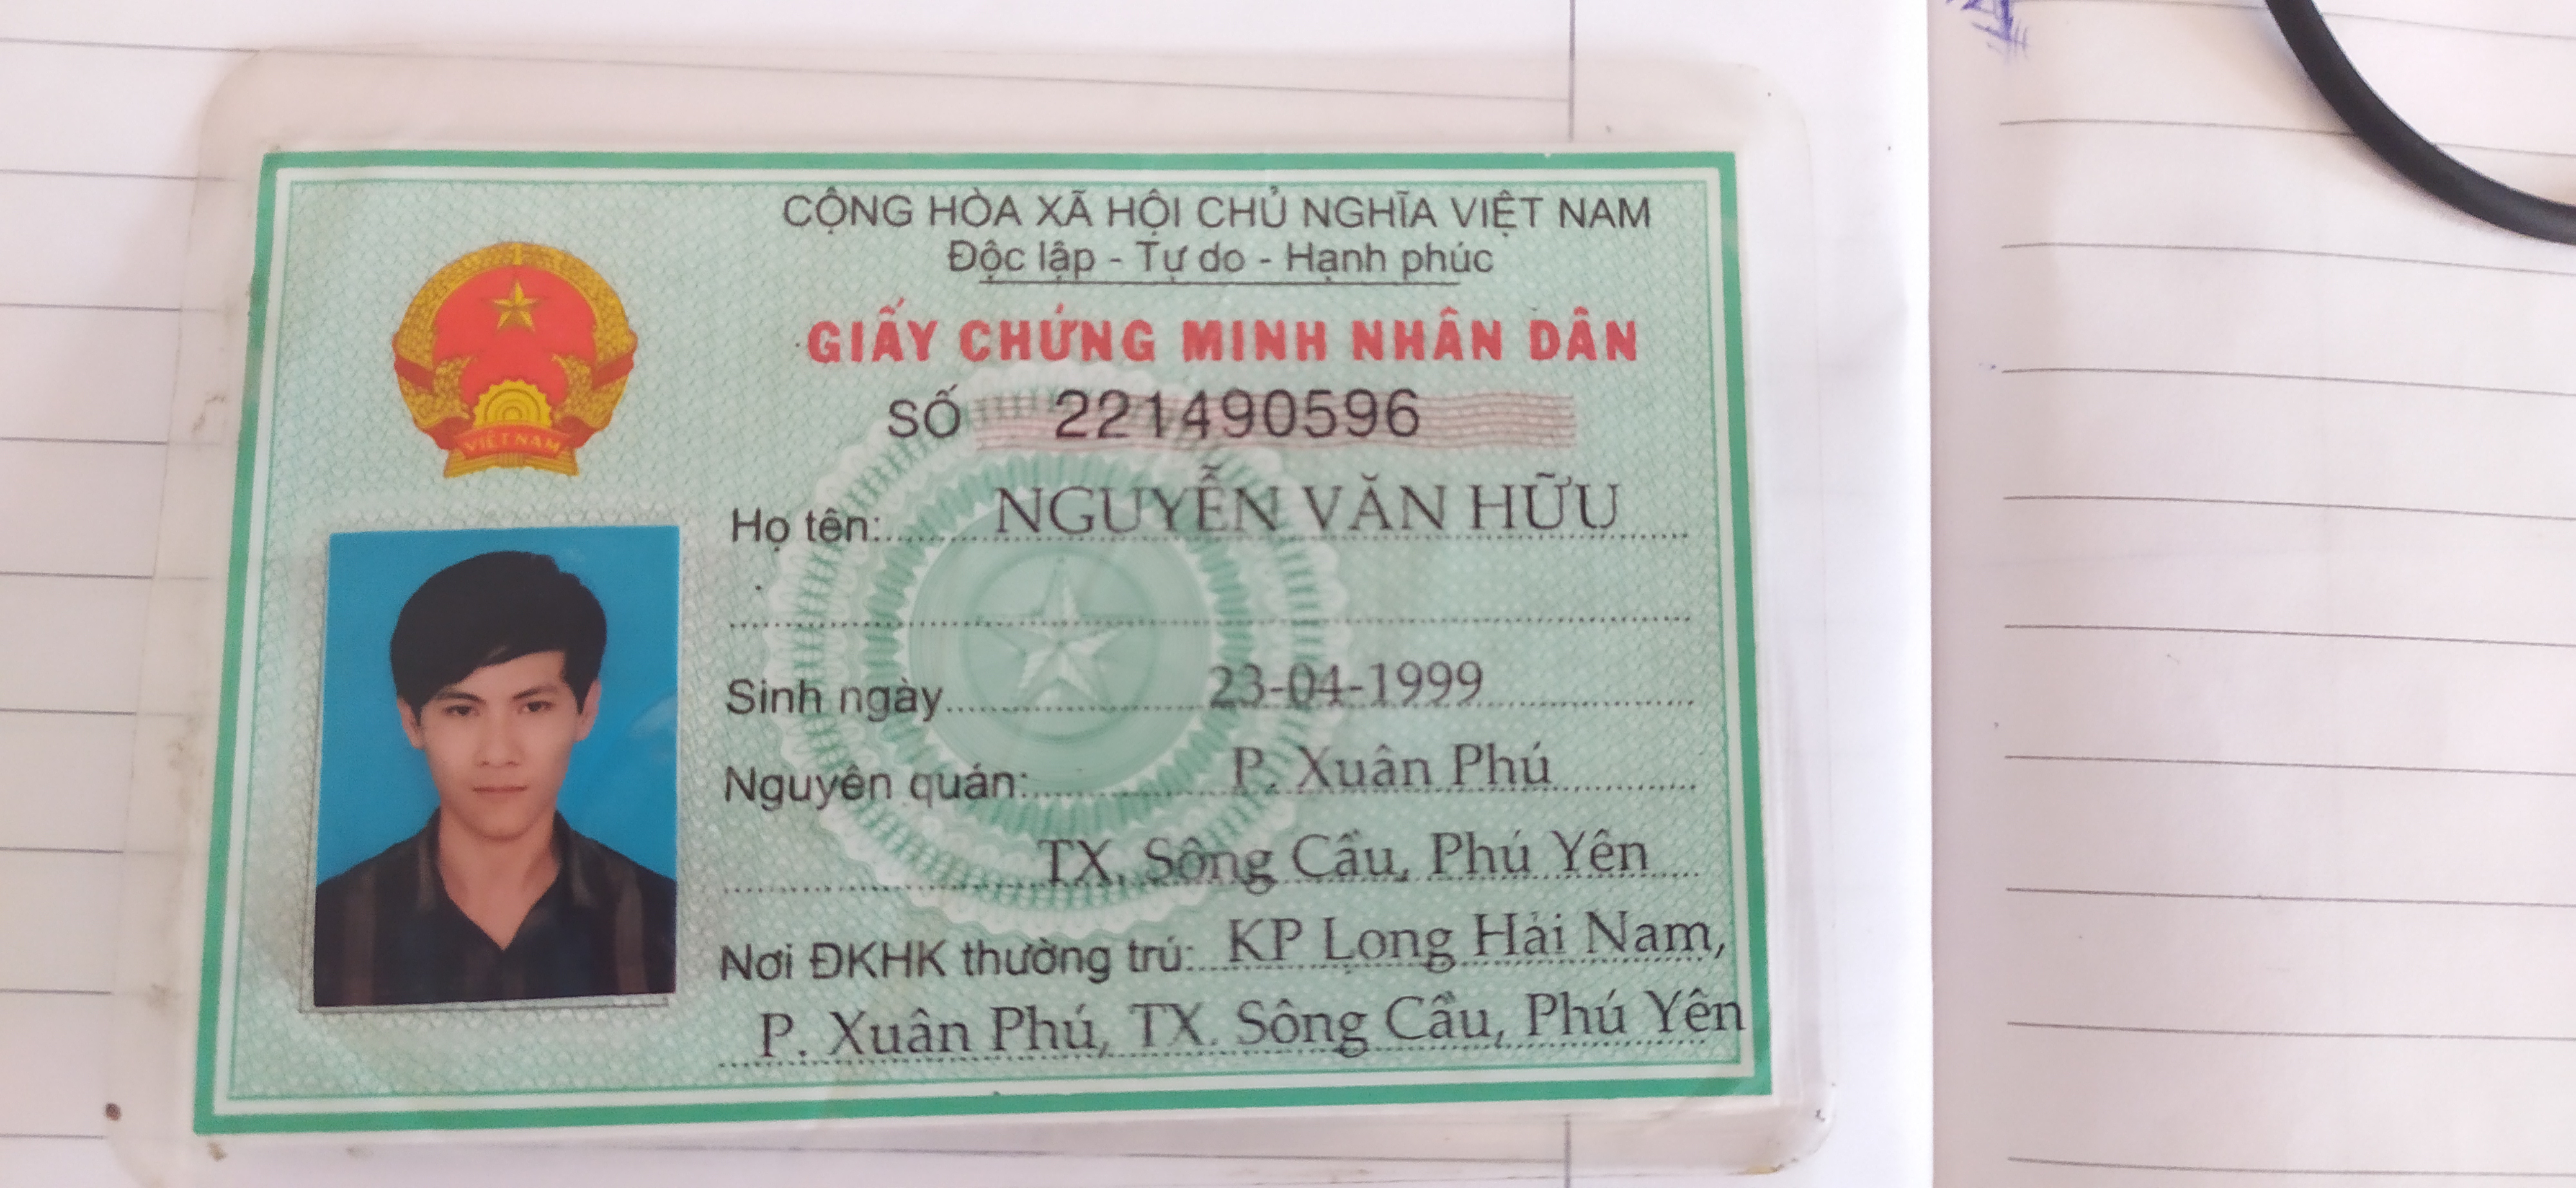 CỘNG HÒA XÃ HỘI CHỦ NGHĨA VIỆT NAM
Độc lập - Tự do - Hạnh phúc
GIẤY CHỨNG MINH NHÂN DÂN
SỐ 221490596
Họ tên: NGUYỄN VĂN HỮU
Sinh ngày 23-04-1999
Nguyên quán: P. Xuân Phú
TX. Sông Cầu, Phú Yên
Nơi ĐKHK thường trú: KP Long Hải Nam,
P. Xuân Phú, TX. Sông Cầu, Phú Yên
VIỆT NAM